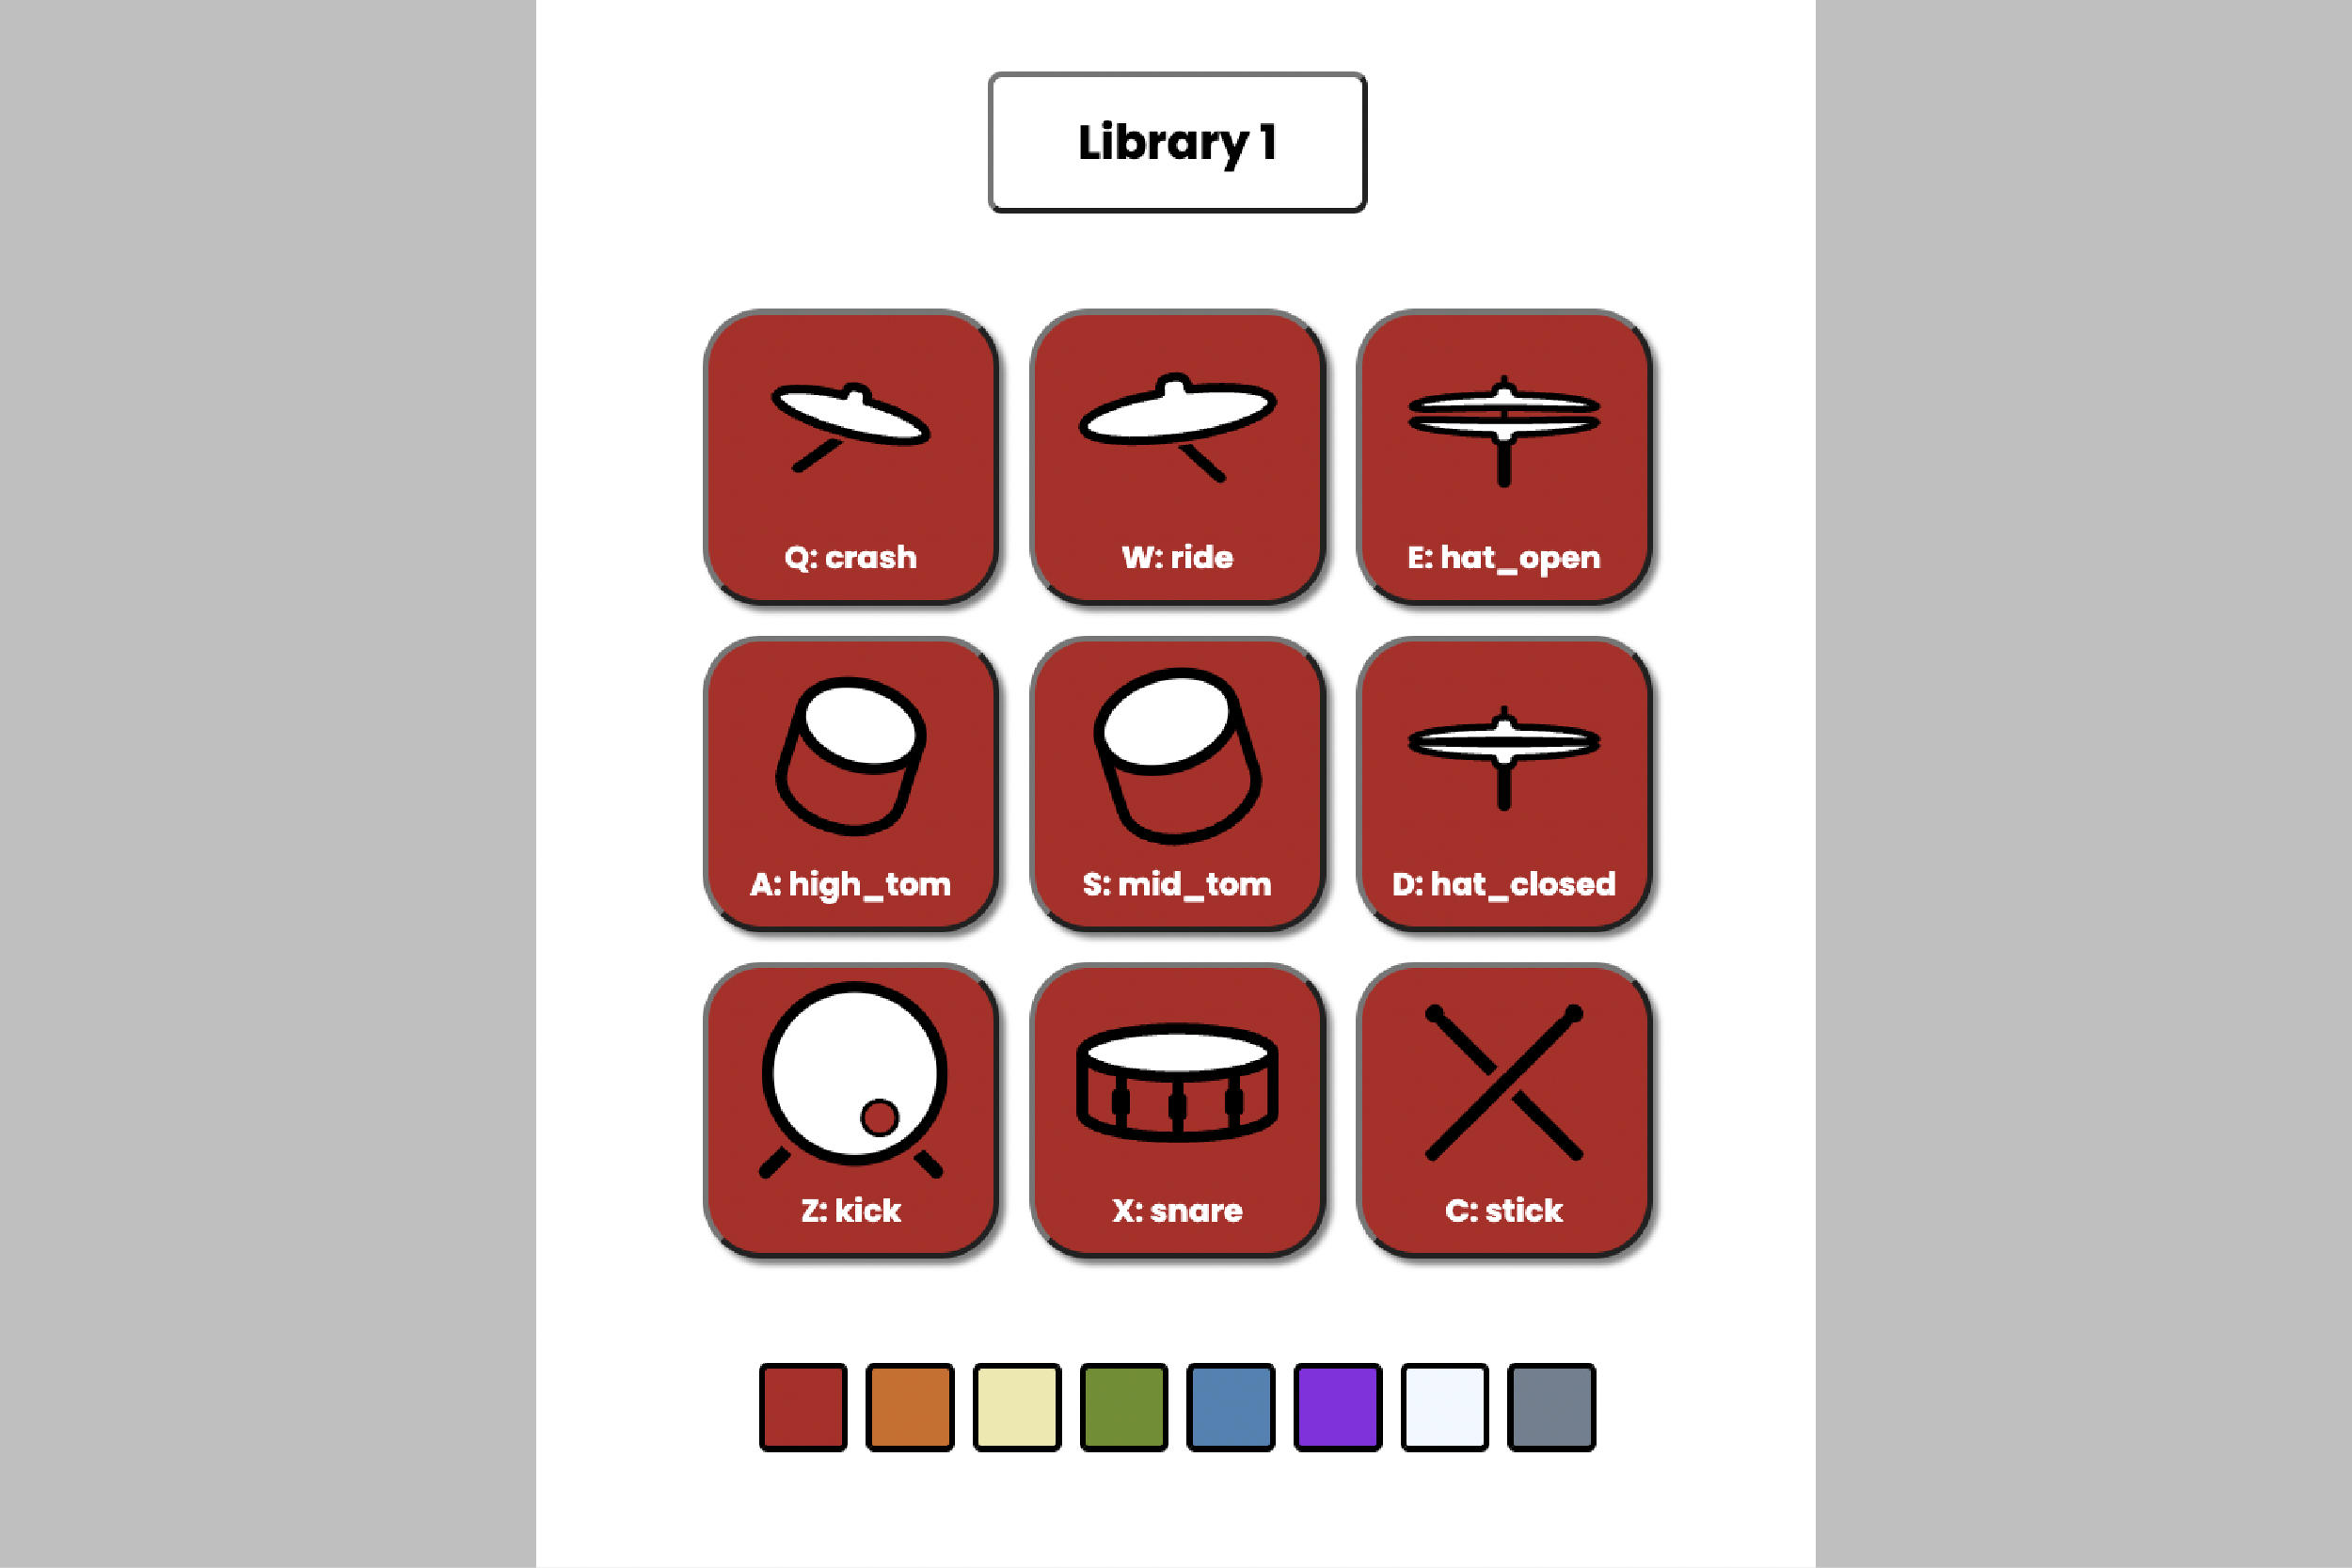 Library 1
Q: crash
W: ride
E: hat_open
A: high_tom
S: mid_tom
D: hat_closed
Z: kick
X: snare
C: stick